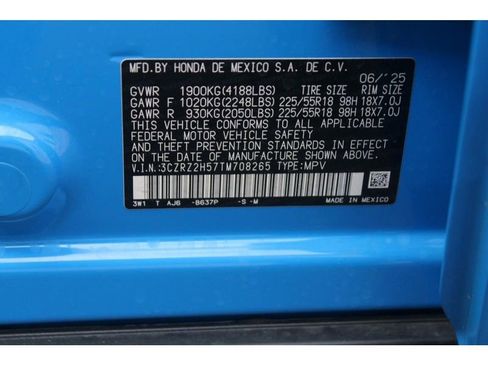 MFD.BY HONDA DE MEXICO S.A. DE C.V.
06/'25
GVWR 1900KG(4188LBS) TIRE SIZE RIM SIZE
GAWR F 1020KG(2248LBS) 225/55R18 98H 18X7.0J
GAWR R 930KG(2050LBS) 225/55R18 98H 18X7.0J
THIS VEHICLE CONFORMS TO ALL APPLICABLE
FEDERAL MOTOR VEHICLE SAFETY
AND THEFT PREVENTION STANDARDS IN EFFECT
ON THE DATE OF MANUFACTURE SHOWN ABOVE.
V.I.N.:3CZRZ2H57TM708265 TYPE:MPV
3W1 T AJ6 -B637P -S -M
MADE IN MEXICO